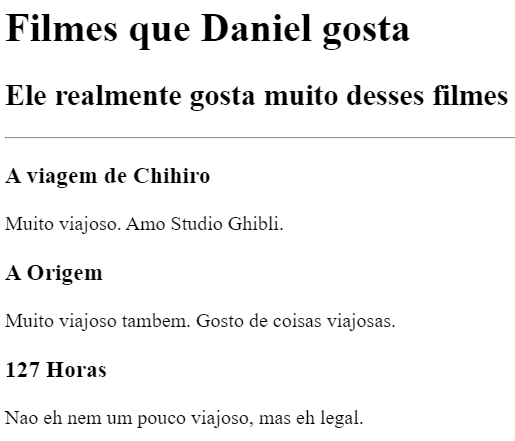 Filmes que Daniel gosta
Ele realmente gosta muito desses filmes
A viagem de Chihiro
Muito viajoso. Amo Studio Ghibli.
A Origem
Muito viajoso tambem. Gosto de coisas viajosas.
127 Horas
Nao eh nem um pouco viajoso, mas eh legal.